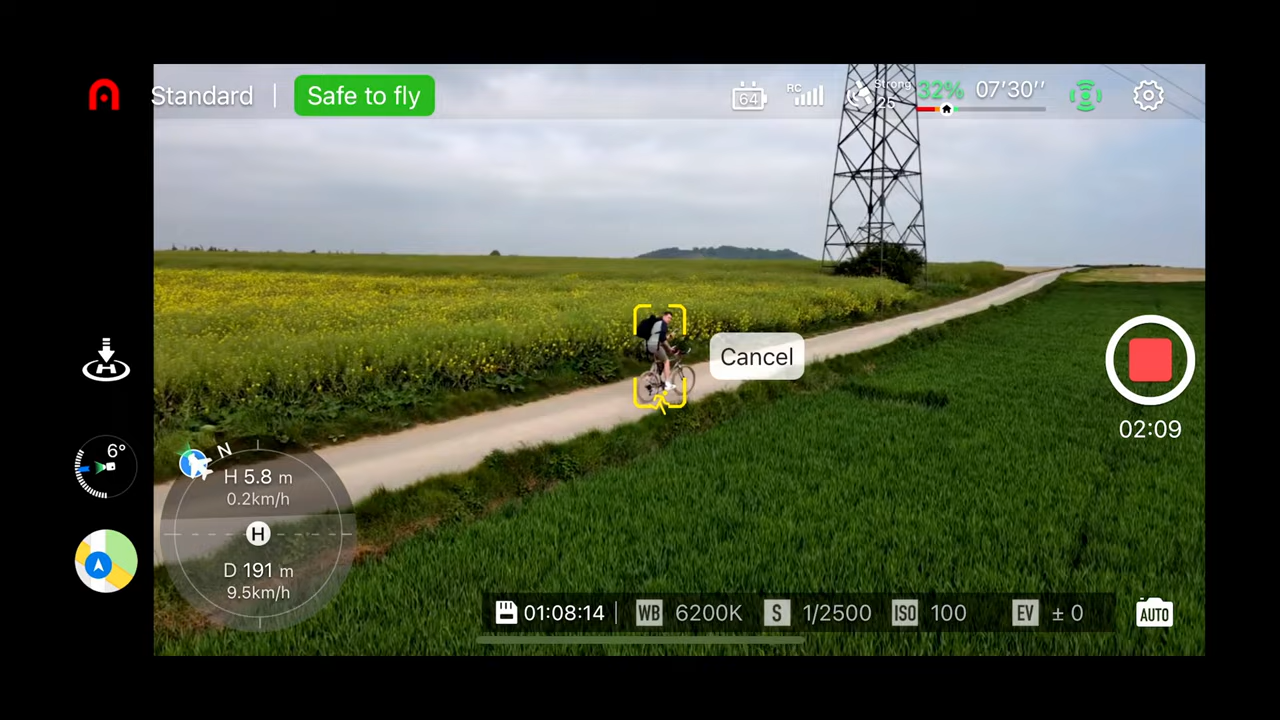 Standard | Safe to fly
64
RC
Strong
25
32% 07'30''
Cancel
02:09
6°
N
H 5.8 m
0.2km/h
H
D 191 m
9.5km/h
H
01:08:14 | WB 6200K S 1/2500 ISO 100 EV ± 0
AUTO